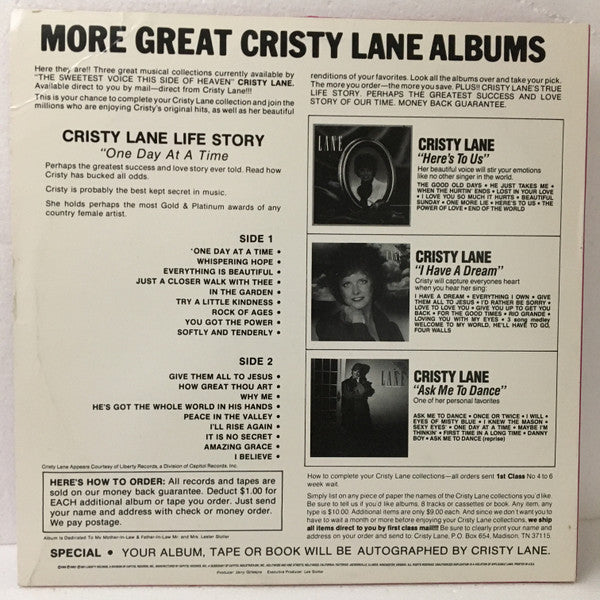 MORE GREAT CRISTY LANE ALBUMS
Here they are!! Three great musical collections currently available by
"THE SWEETEST VOICE THIS SIDE OF HEAVEN" CRISTY LANE.
Available direct to you by mail—direct from Cristy Lane!!!
This is your chance to complete your Cristy Lane collection and join the
millions who are enjoying Cristy's original hits, as well as her beautiful
renditions of your favorites. Look all the albums over and take your pick.
The more you order—the more you save. PLUS!! CRISTY LANE'S TRUE
LIFE STORY. PERHAPS THE GREATEST SUCCESS AND LOVE
STORY OF OUR TIME. MONEY BACK GUARANTEE.
CRISTY LANE LIFE STORY
"One Day At A Time
Perhaps the greatest success and love story ever told. Read how
Cristy has bucked all odds.
Cristy is probably the best kept secret in music.
She holds perhaps the most Gold & Platinum awards of any
country female artist.
SIDE 1
'ONE DAY AT A TIME •
WHISPERING HOPE •
EVERYTHING IS BEAUTIFUL •
JUST A CLOSER WALK WITH THEE •
IN THE GARDEN •
TRY A LITTLE KINDNESS •
ROCK OF AGES •
YOU GOT THE POWER •
SOFTLY AND TENDERLY •
SIDE 2
GIVE THEM ALL TO JESUS •
HOW GREAT THOU ART •
WHY ME •
HE'S GOT THE WHOLE WORLD IN HIS HANDS •
PEACE IN THE VALLEY •
I'LL RISE AGAIN •
IT IS NO SECRET •
AMAZING GRACE •
I BELIEVE •
Cristy Lane Appears Courtesy of Liberty Records, a Division of Capitol Records, Inc.
LANE
CRISTY LANE
"Here's To Us"
Her beautiful voice will stir your emotions
like no other singer in the world.
THE GOOD OLD DAYS • HE JUST TAKES ME •
WHEN THE HURTIN' ENDS • LOST IN YOUR LOVE
• I LOVE YOU SO MUCH IT HURTS • BEAUTIFUL
SUNDAY • ONE MORE LIE • HERE'S TO US • THE
POWER OF LOVE • END OF THE WORLD
CRISTY LANE
"I Have A Dream"
Cristy will capture everyones heart
when you hear her sing:
I HAVE A DREAM • EVERYTHING I OWN • GIVE
THEM ALL TO JESUS • I'D RATHER BE SORRY •
LOVE TO LOVE YOU • GIVE YOU UP TO GET YOU
BACK • FOR THE GOOD TIMES • RIO GRANDE •
LOVING YOU WITH MY EYES • 3 song medley
WELCOME TO MY WORLD, HE'LL HAVE TO GO,
FOUR WALLS
LANE
CRISTY LANE
"Ask Me To Dance"
One of her personal favorites
ASK ME TO DANCE • ONCE OR TWICE • I WILL •
EYES OF MISTY BLUE • I KNEW THE MASON •
SEXY EYES' • ONE DAY AT A TIME • MAYBE I'M
THINKIN' • FIRST TIME IN A LONG TIME • DANNY
BOY • ASK ME TO DANCE (reprise)
HERE'S HOW TO ORDER: All records and tapes are
sold on our money back guarantee. Deduct $1.00 for
EACH additional album or tape you order. Just send
your name and address with check or money order.
We pay postage.
Album Is Dedicated To My Mother-In-Law & Father-In-Law Mr. and Mrs. Lester Stoller
How to complete your Cristy Lane collections—all orders sent 1st Class No 4 to 6
week wait.
Simply list on any piece of paper the names of the Cristy Lane collections you'd like.
Be sure to tell us if you'd like albums, 8 tracks or cassettes or book. Any item, any
type is $10.00. Additional items are only $9.00 each. And since we don't want you to
have to wait a month or more before enjoying your Cristy Lane collections, we ship
all items direct to you by first class mail!!! Be sure to clearly print your name and
address on your order and send to: Cristy Lane, P.O. Box 654, Madison, TN 37115.
SPECIAL • YOUR ALBUM, TAPE OR BOOK WILL BE AUTOGRAPHED BY CRISTY LANE.
Producer: Jerry Gillespie Executive Producer: Lee Stoller